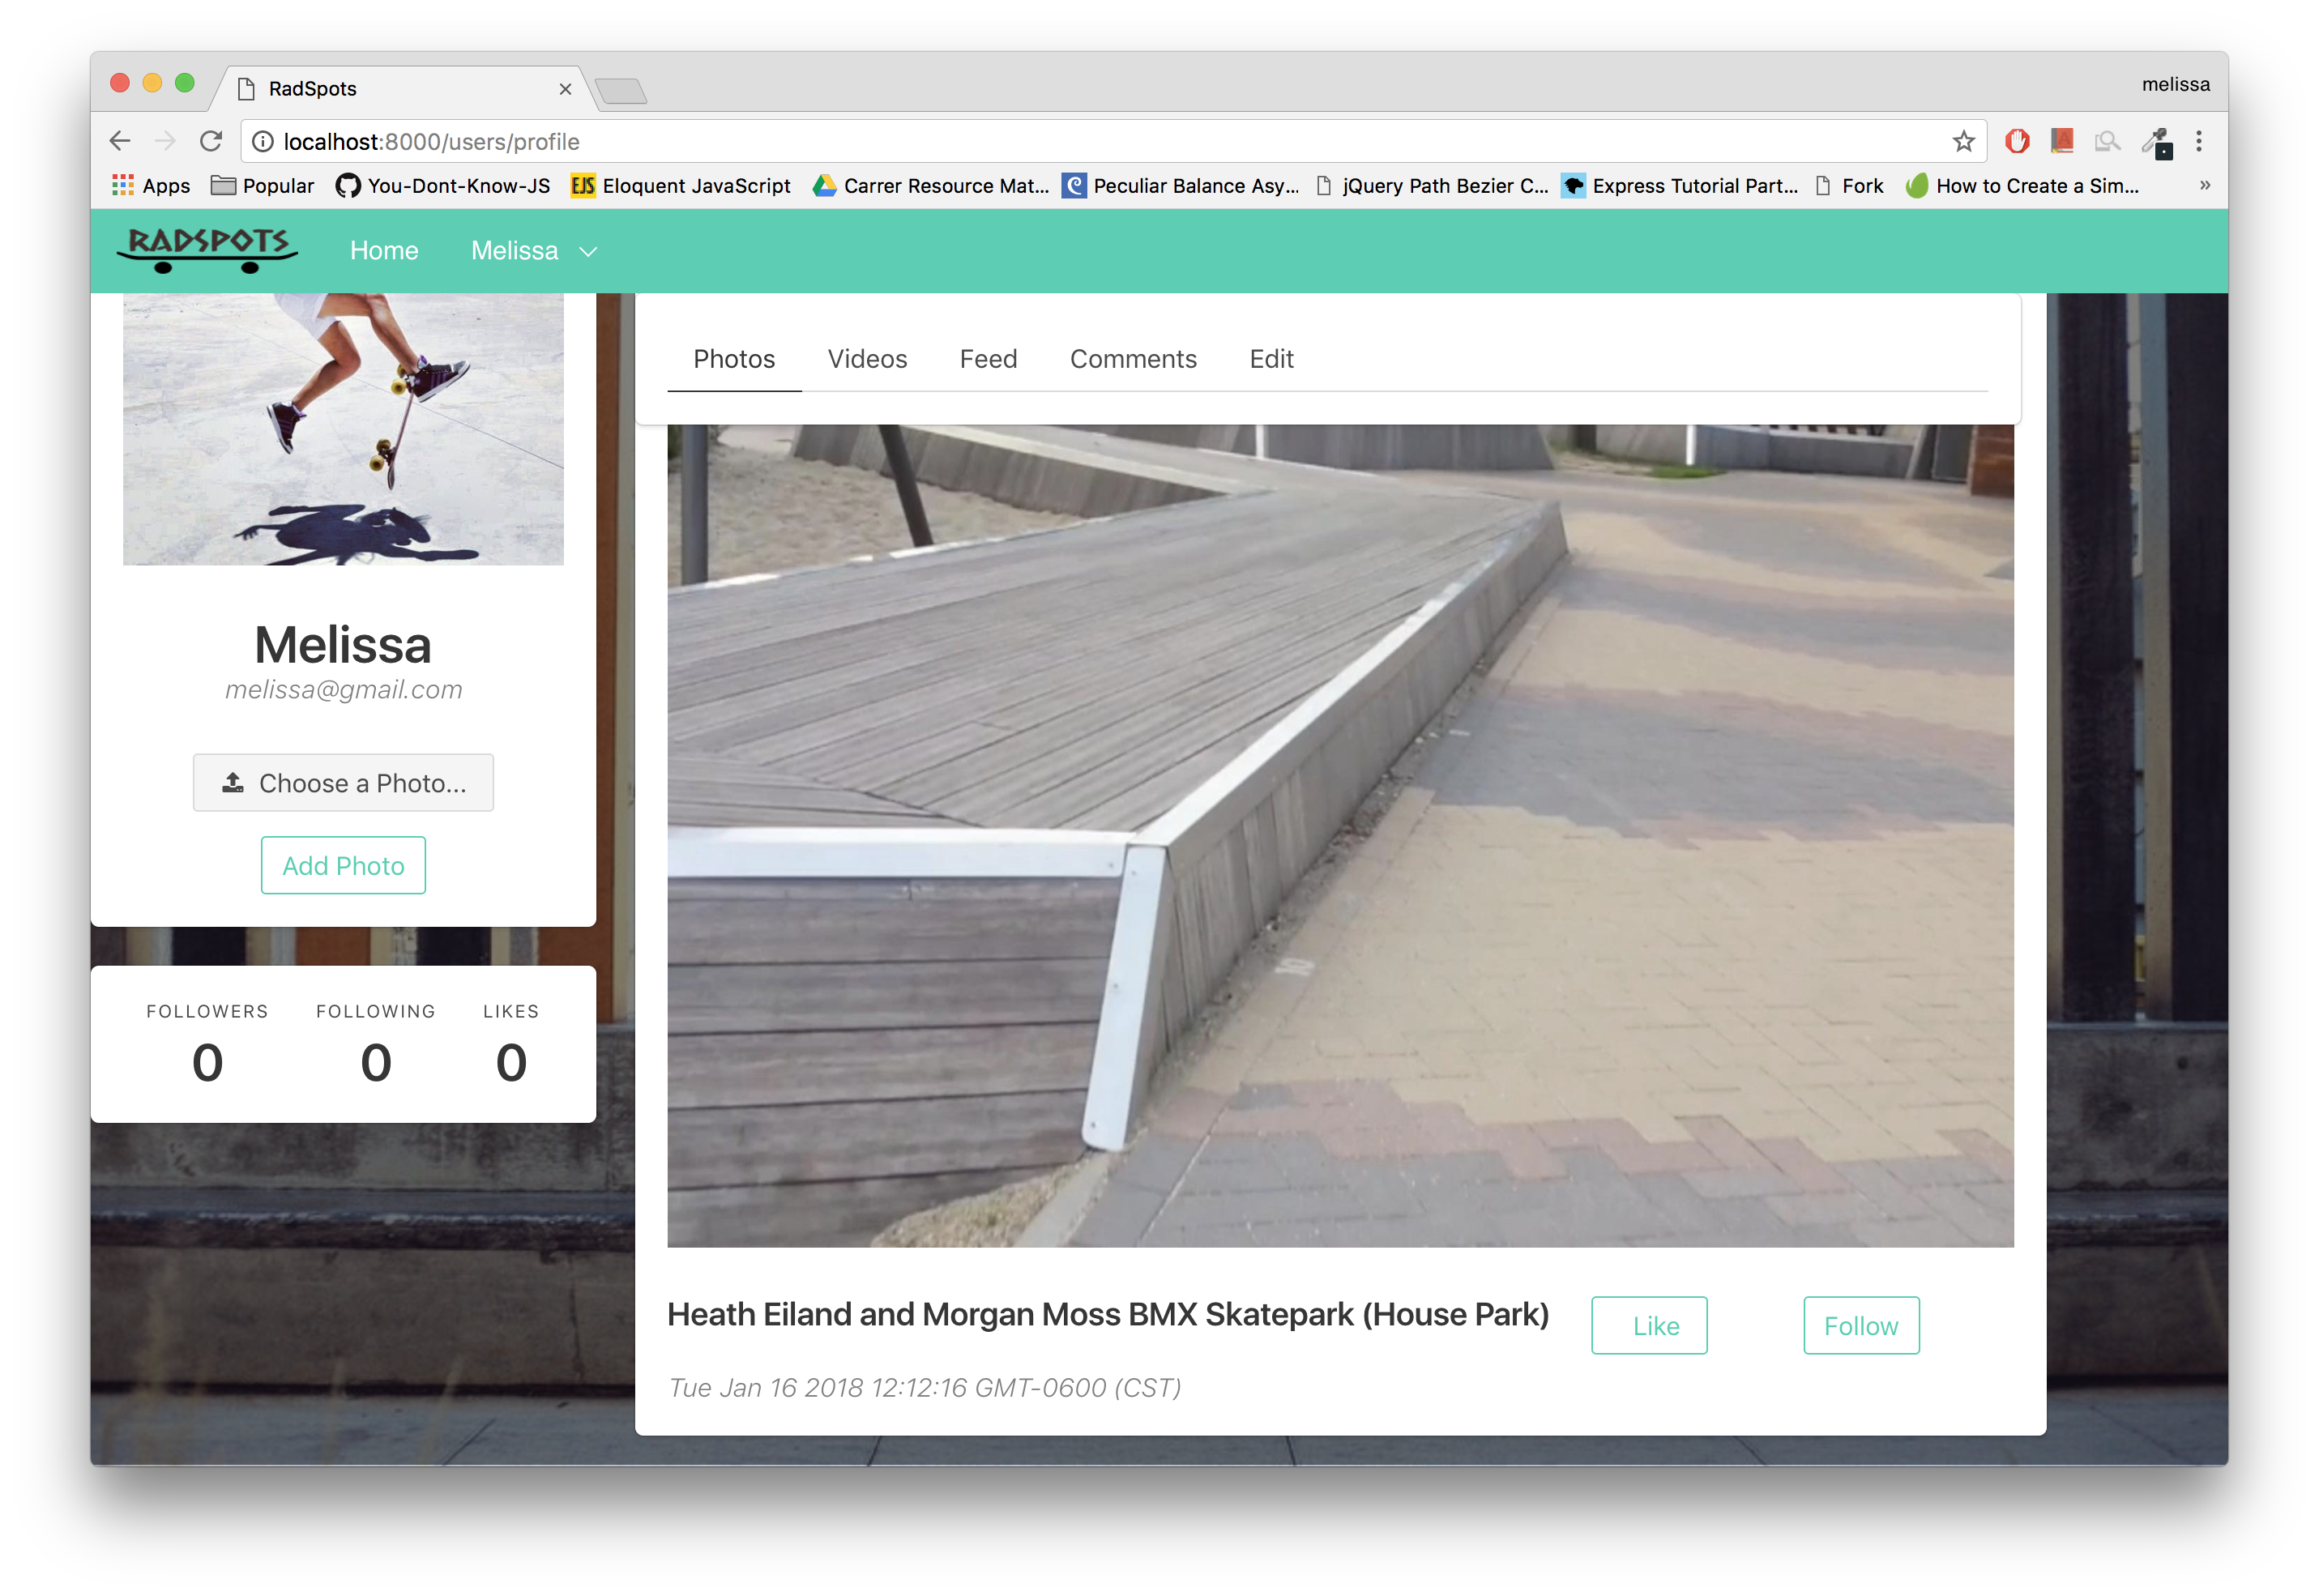 RadSpots
melissa
localhost:8000/users/profile
Apps Popular You-Dont-Know-JS EJS Eloquent JavaScript Carrer Resource Mat... Peculiar Balance Asy... jQuery Path Bezier C... Express Tutorial Part... Fork How to Create a Sim... »
RADSPOTS Home Melissa
Photos Videos Feed Comments Edit
Melissa
melissa@gmail.com
Choose a Photo...
Add Photo
FOLLOWERS FOLLOWING LIKES
0 0 0
Heath Eiland and Morgan Moss BMX Skatepark (House Park) Like Follow
Tue Jan 16 2018 12:12:16 GMT-0600 (CST)